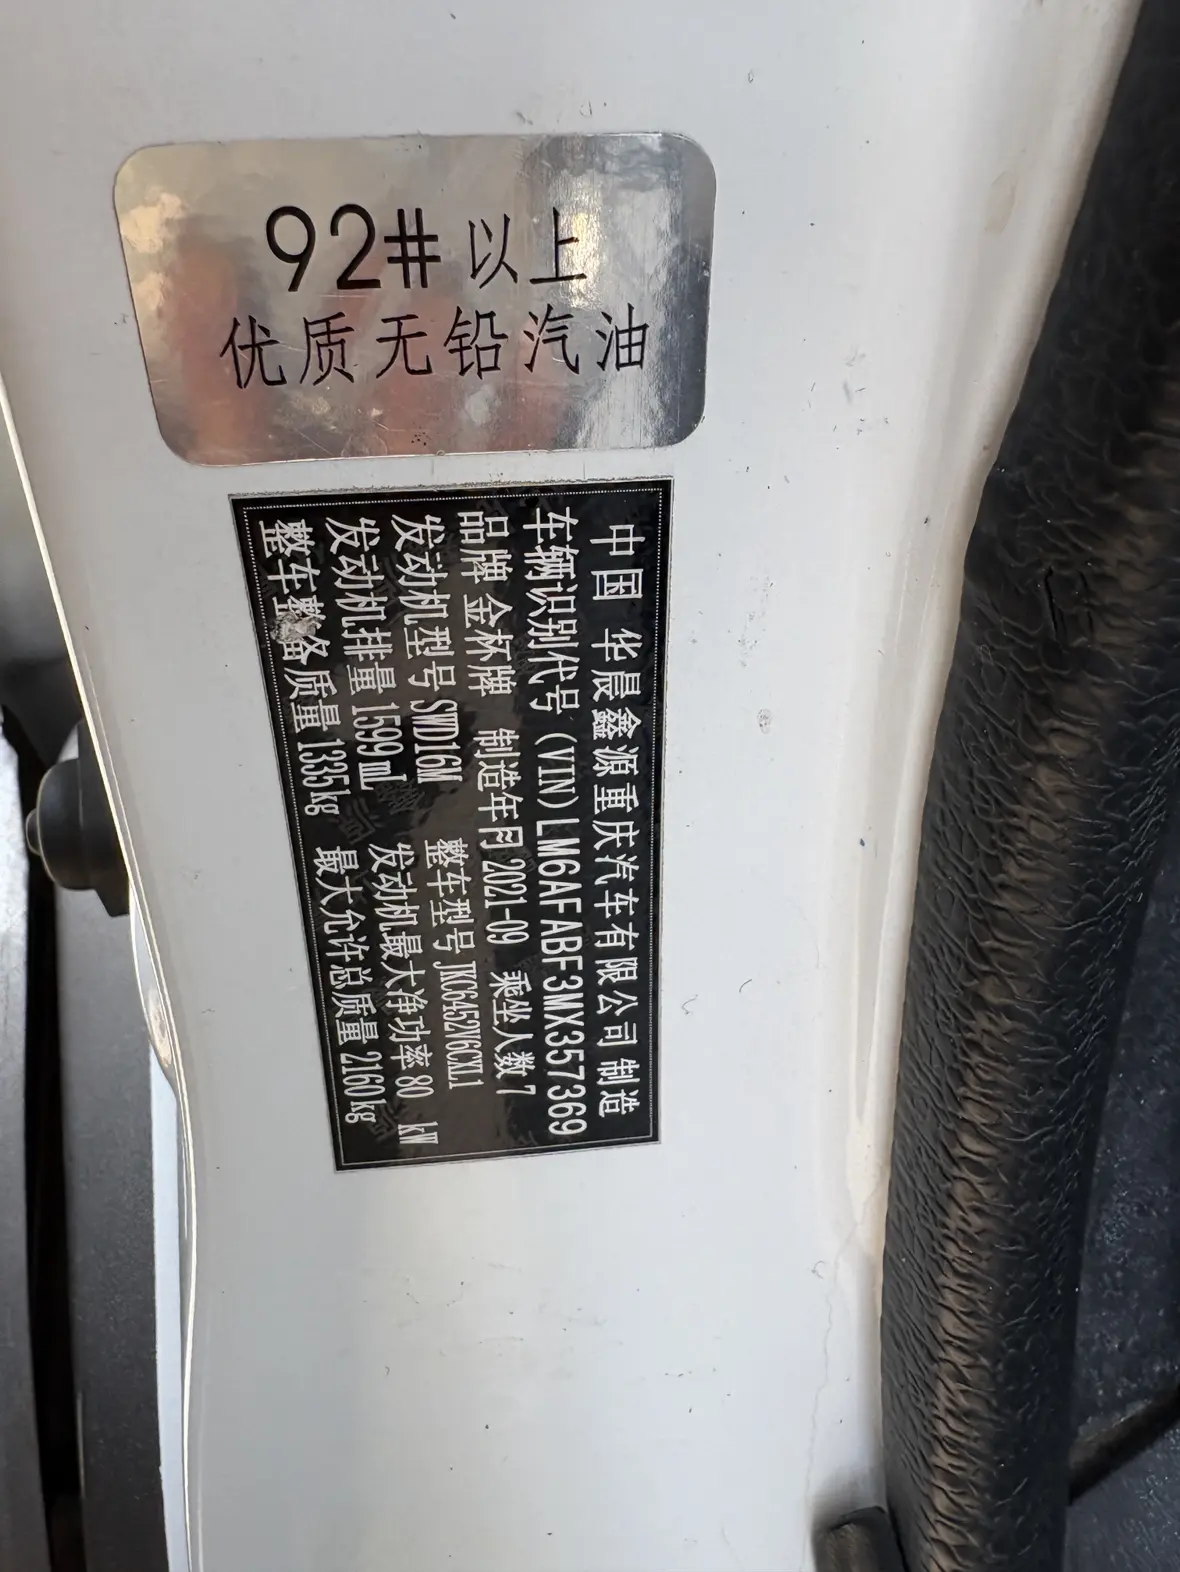 92#以上
优质无铅汽油
中国 华晨鑫源重庆汽车有限公司 制造
车辆识别代号(VIN)LM6AFABF3MX357369
品牌 金杯牌 制造年月 2021-09 乘坐人数 7
发动机型号 SWD16M 整车型号 JKC6452V6CXL1
发动机排量 1599 mL 发动机最大净功率 80 kW
整车整备质量 1335kg 最大允许总质量 2160kg